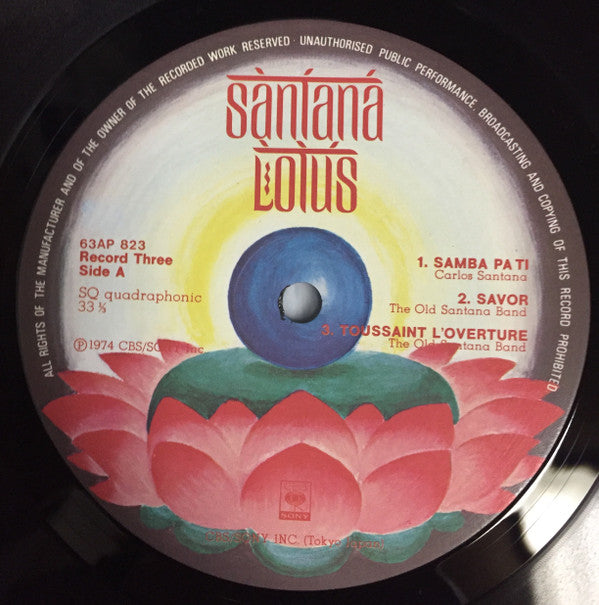 ALL RIGHTS OF THE MANUFACTURER AND OF THE OWNER OF THE RECORDED WORK RESERVED · UNAUTHORISED PUBLIC PERFORMANCE, BROADCASTING AND COPYING OF THIS RECORD PROHIBITED
Santana
Lotus
63AP 823
Record Three
Side A
SQ quadraphonic
33 ⅓
℗ 1974 CBS/SONY Inc.
1. SAMBA PA TI
Carlos Santana
2. SAVOR
The Old Santana Band
3. TOUSSAINT L'OVERTURE
The Old Santana Band
SONY
CBS/SONY INC. (Tokyo Japan)